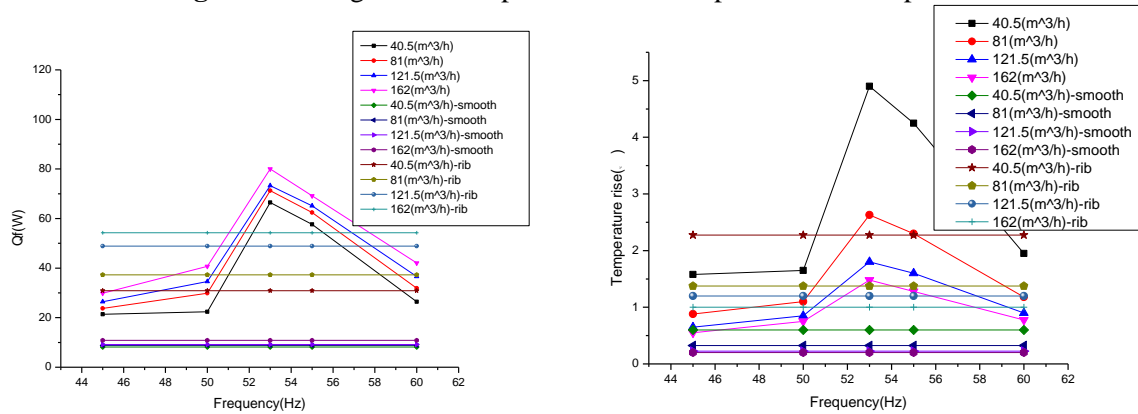 40.5(m^3/h)
81(m^3/h)
121.5(m^3/h)
162(m^3/h)
40.5(m^3/h)-smooth
81(m^3/h)-smooth
121.5(m^3/h)-smooth
162(m^3/h)-smooth
40.5(m^3/h)-rib
81(m^3/h)-rib
121.5(m^3/h)-rib
162(m^3/h)-rib
120
100
80
60
40
20
0
Qf(W)
44 46 48 50 52 54 56 58 60 62
Frequency(Hz)
40.5(m^3/h)
81(m^3/h)
121.5(m^3/h)
162(m^3/h)
40.5(m^3/h)-smooth
81(m^3/h)-smooth
121.5(m^3/h)-smooth
162(m^3/h)-smooth
40.5(m^3/h)-rib
81(m^3/h)-rib
121.5(m^3/h)-rib
162(m^3/h)-rib
5
4
3
2
1
0
Temperature rise(、)
44 46 48 50 52 54 56 58 60 62
Frequency(Hz)